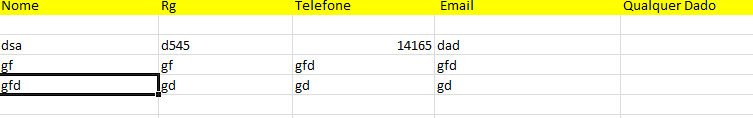 Nome Rg Telefone Email Qualquer Dado
dsa d545 14165 dad
gf gf gfd gfd
gfd gd gd gd